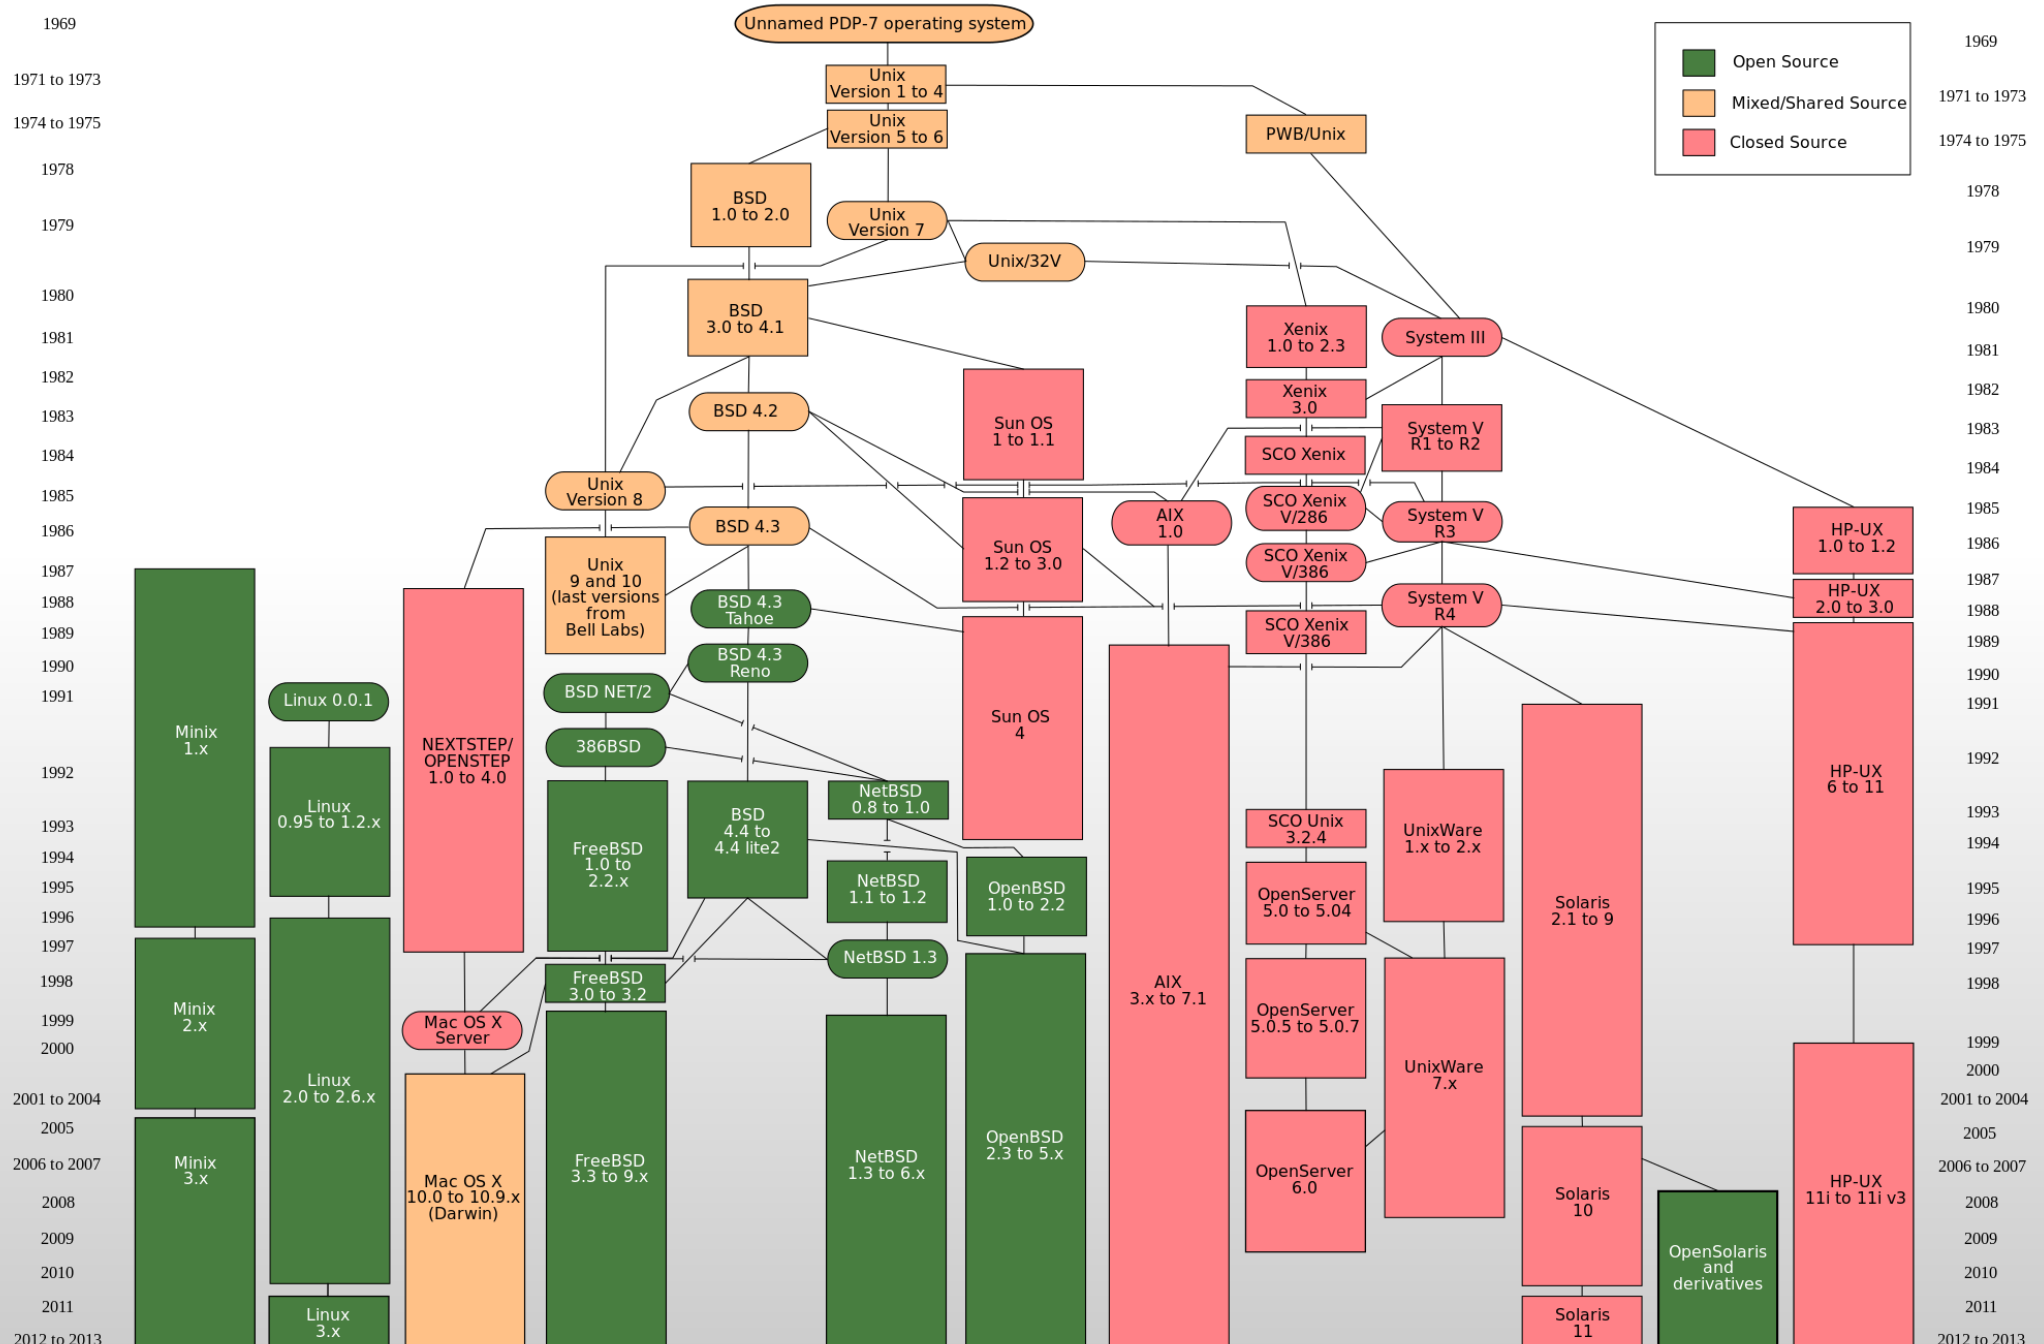 Unnamed PDP-7 operating system
1969
1969
Open Source
Mixed/Shared Source
Closed Source
1971 to 1973
Unix
Version 1 to 4
1971 to 1973
1974 to 1975
Unix
Version 5 to 6
PWB/Unix
1974 to 1975
1978
BSD
1.0 to 2.0
1978
1979
Unix
Version 7
1979
Unix/32V
1980
BSD
3.0 to 4.1
1980
Xenix
1.0 to 2.3
System III
1981
1981
1982
1982
Xenix
3.0
1983
BSD 4.2
Sun OS
1 to 1.1
System V
R1 to R2
1983
1984
SCO Xenix
1984
1985
Unix
Version 8
SCO Xenix
V/286
1985
AIX
1.0
System V
R3
1986
BSD 4.3
Sun OS
1.2 to 3.0
HP-UX
1.0 to 1.2
1986
SCO Xenix
V/386
1987
Unix
9 and 10
(last versions
from
Bell Labs)
1987
1988
BSD 4.3
Tahoe
System V
R4
HP-UX
2.0 to 3.0
1988
1989
SCO Xenix
V/386
1989
1990
BSD 4.3
Reno
1990
1991
Linux 0.0.1
BSD NET/2
1991
Minix
1.x
NEXTSTEP/
OPENSTEP
1.0 to 4.0
386BSD
Sun OS
4
1992
1992
HP-UX
6 to 11
Linux
0.95 to 1.2.x
NetBSD
0.8 to 1.0
1993
BSD
4.4 to
4.4 lite2
SCO Unix
3.2.4
UnixWare
1.x to 2.x
1993
1994
FreeBSD
1.0 to
2.2.x
1994
1995
NetBSD
1.1 to 1.2
OpenBSD
1.0 to 2.2
OpenServer
5.0 to 5.04
1995
1996
Solaris
2.1 to 9
1996
1997
NetBSD 1.3
1997
1998
FreeBSD
3.0 to 3.2
AIX
3.x to 7.1
1998
Minix
2.x
1999
Mac OS X
Server
OpenServer
5.0.5 to 5.0.7
1999
2000
2000
Linux
2.0 to 2.6.x
UnixWare
7.x
2001 to 2004
2001 to 2004
2005
2005
OpenBSD
2.3 to 5.x
2006 to 2007
Minix
3.x
FreeBSD
3.3 to 9.x
NetBSD
1.3 to 6.x
2006 to 2007
Mac OS X
10.0 to 10.9.x
(Darwin)
OpenServer
6.0
HP-UX
11i to 11i v3
2008
Solaris
10
2008
2009
2009
OpenSolaris
and
derivatives
2010
2010
2011
2011
Linux
3.x
Solaris
11
2012 to 2013
2012 to 2013